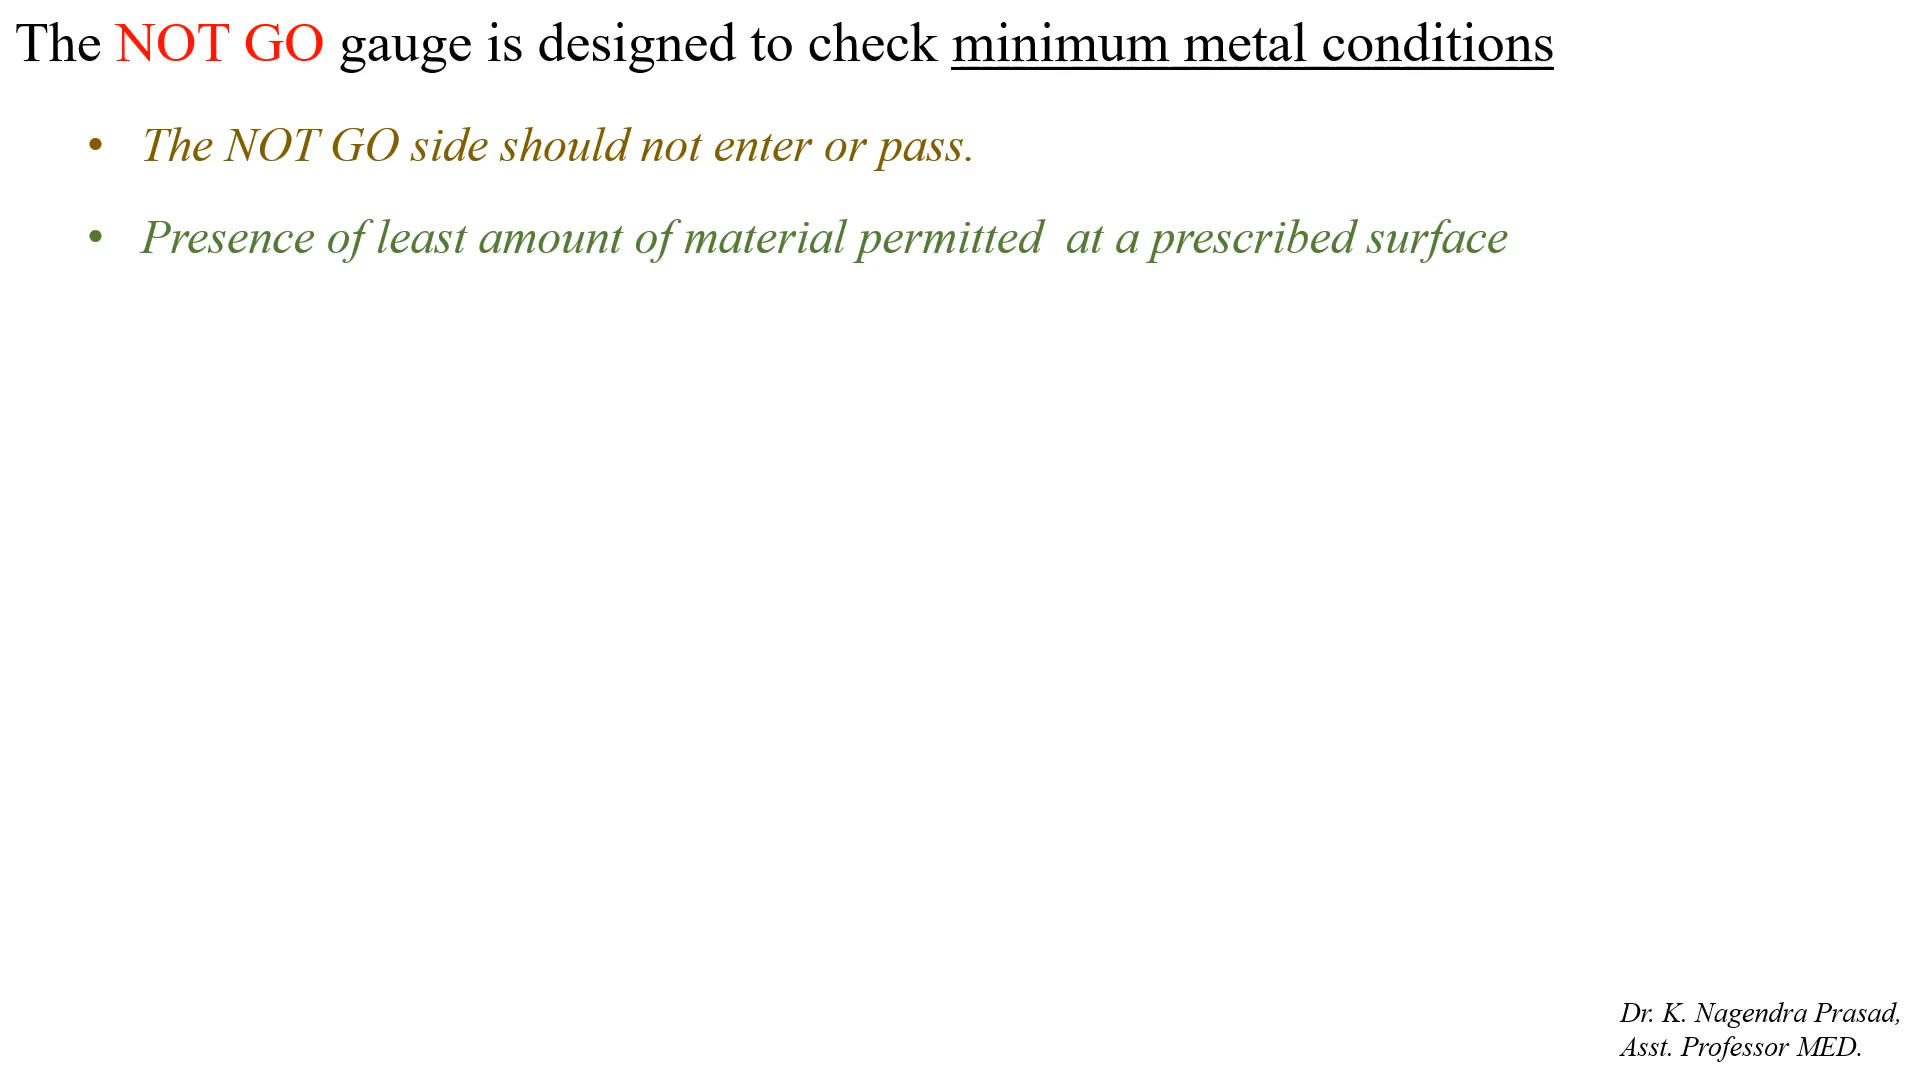 The NOT GO gauge is designed to check minimum metal conditions
• The NOT GO side should not enter or pass.
• Presence of least amount of material permitted at a prescribed surface
Dr. K. Nagendra Prasad,
Asst. Professor MED.